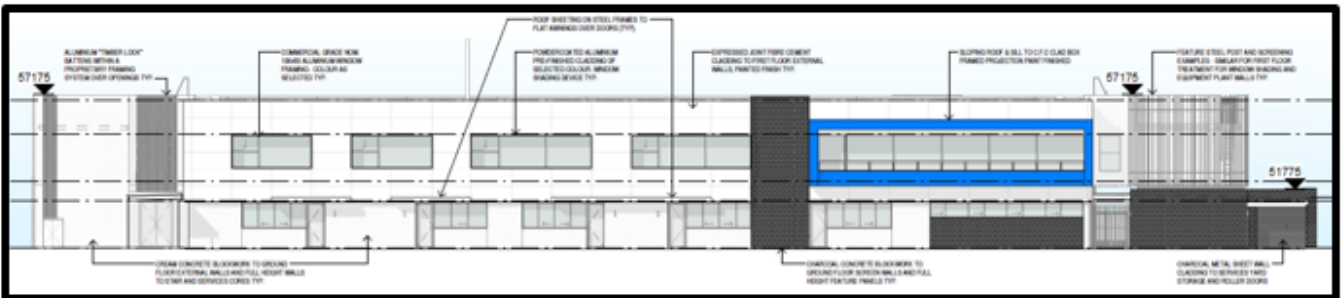 ROOF SHEETING ON STEEL FRAMES TO
FLAT AWNINGS OVER DOORS (TYP).
ALUMINIUM "TIMBER LOOK"
BATTENS WITHIN A
PROPRIETARY FRAMING
SYSTEM OVER OPENINGS TYP.
COMMERCIAL GRADE NOM.
ALUMINIUM WINDOW
FRAMING. COLOUR AS
SELECTED TYP.
POWDERCOATED ALUMINIUM
PRE-FINISHED CLADDING OF
SELECTED COLOUR. WINDOW
SHADING DEVICE TYP.
EXPRESSED JOINT FIBRE CEMENT
CLADDING TO FIRST FLOOR EXTERNAL
WALLS, PAINTED FINISH TYP.
SLOPING ROOF & SILL TO C.F.C CLAD BOX
FRAMED PROJECTION PAINT FINISHED
FEATURE STEEL POST AND SCREENING
EXAMPLES. SIMILAR FOR FIRST FLOOR
TREATMENT FOR WINDOW SHADING AND
EQUIPMENT PLANT WALLS TYP.
57175
57175
51775
CREAM CONCRETE BLOCKWORK TO GROUND
FLOOR EXTERNAL WALLS AND FULL HEIGHT WALLS
TO STAIR AND SERVICES CORES TYP.
CHARCOAL CONCRETE BLOCKWORK TO
GROUND FLOOR SCREEN WALLS AND FULL
HEIGHT FEATURE PANELS TYP.
CHARCOAL METAL SHEET WALL
CLADDING TO SERVICES YARD
STORAGE AND ROLLER DOORS